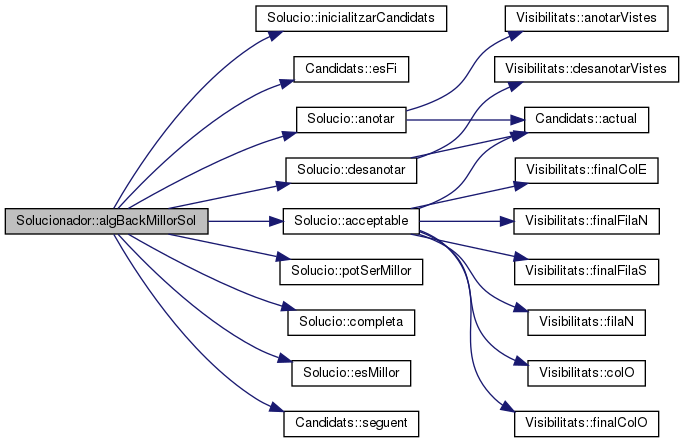 Solucionador::algBackMillorSol
Solucio::inicialitzarCandidats
Candidats::esFi
Solucio::anotar
Solucio::desanotar
Solucio::acceptable
Solucio::potSerMillor
Solucio::completa
Solucio::esMillor
Candidats::seguent
Visibilitats::anotarVistes
Visibilitats::desanotarVistes
Candidats::actual
Visibilitats::finalColE
Visibilitats::finalFilaN
Visibilitats::finalFilaS
Visibilitats::filaN
Visibilitats::colO
Visibilitats::finalColO